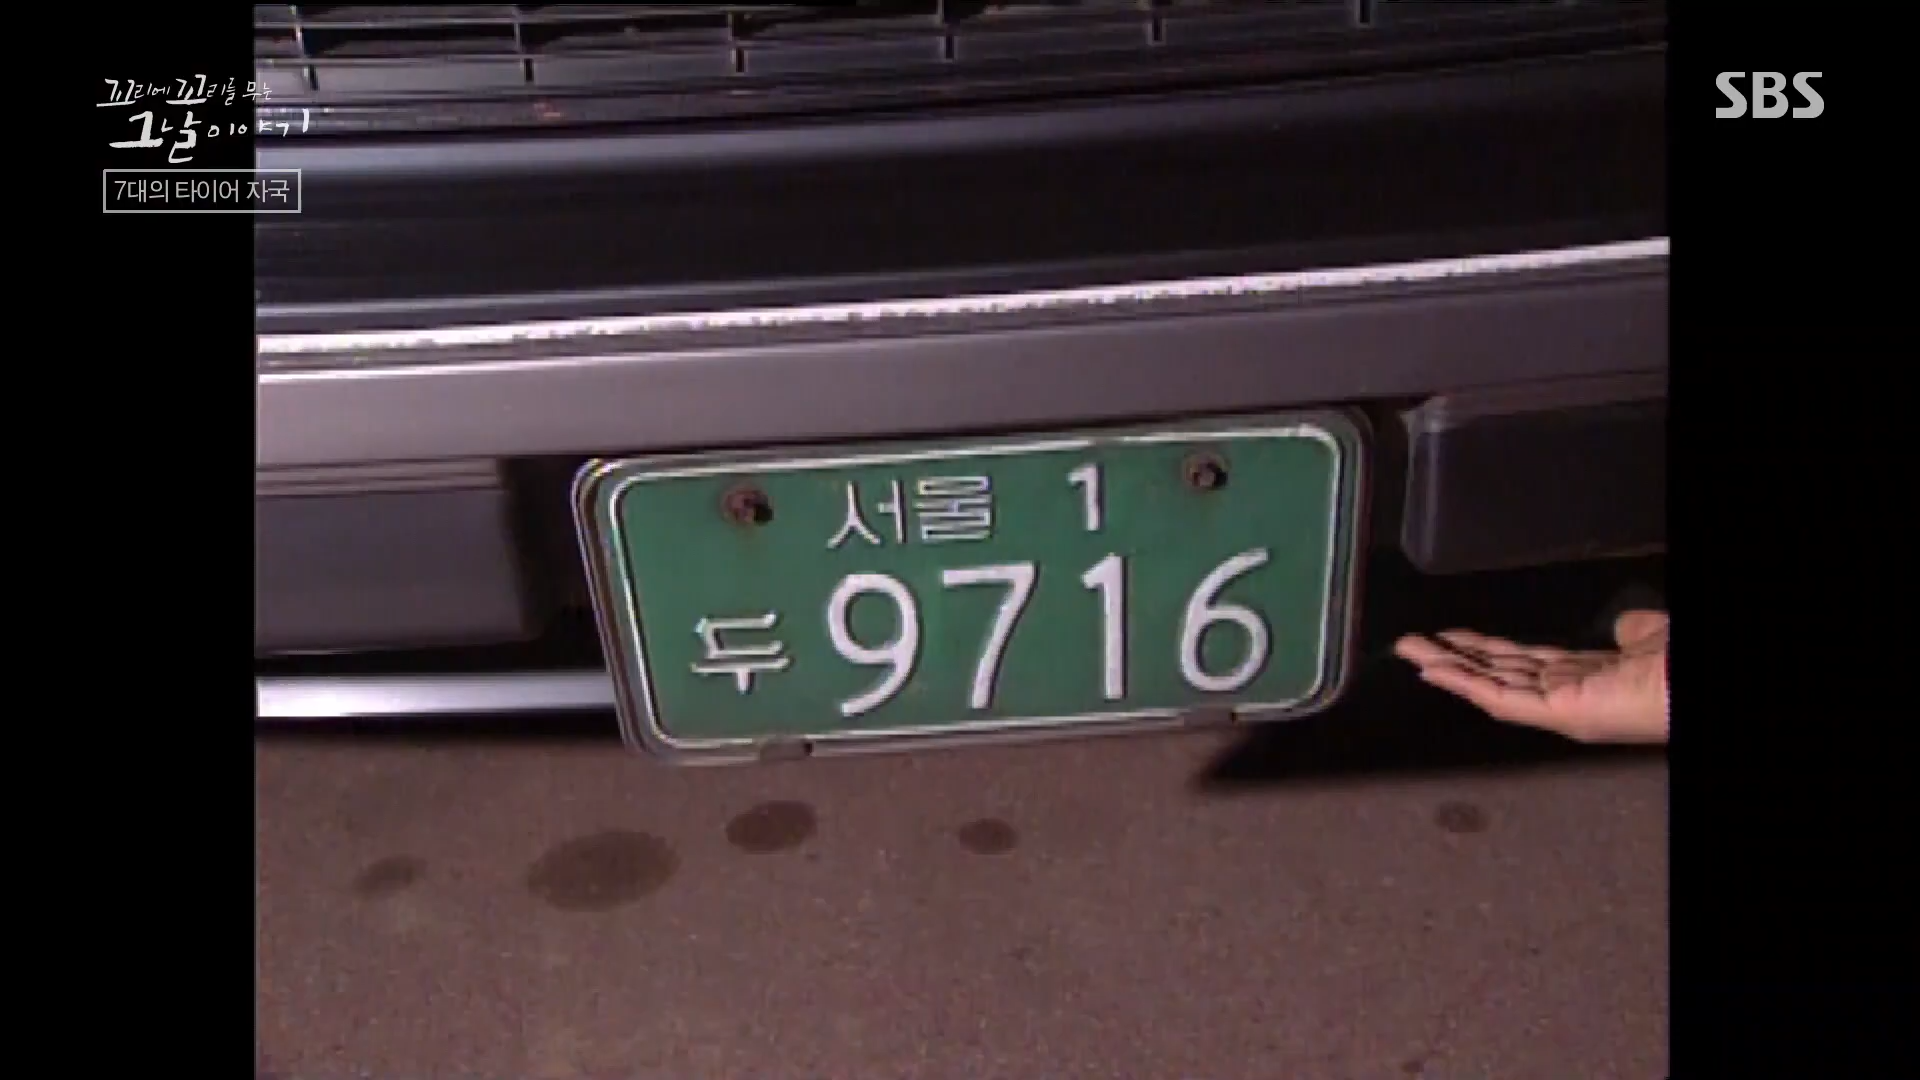 꼬리에 꼬리를 무는
그날 이야기
7대의 타이어 자국
SBS
서울 1
두 9716